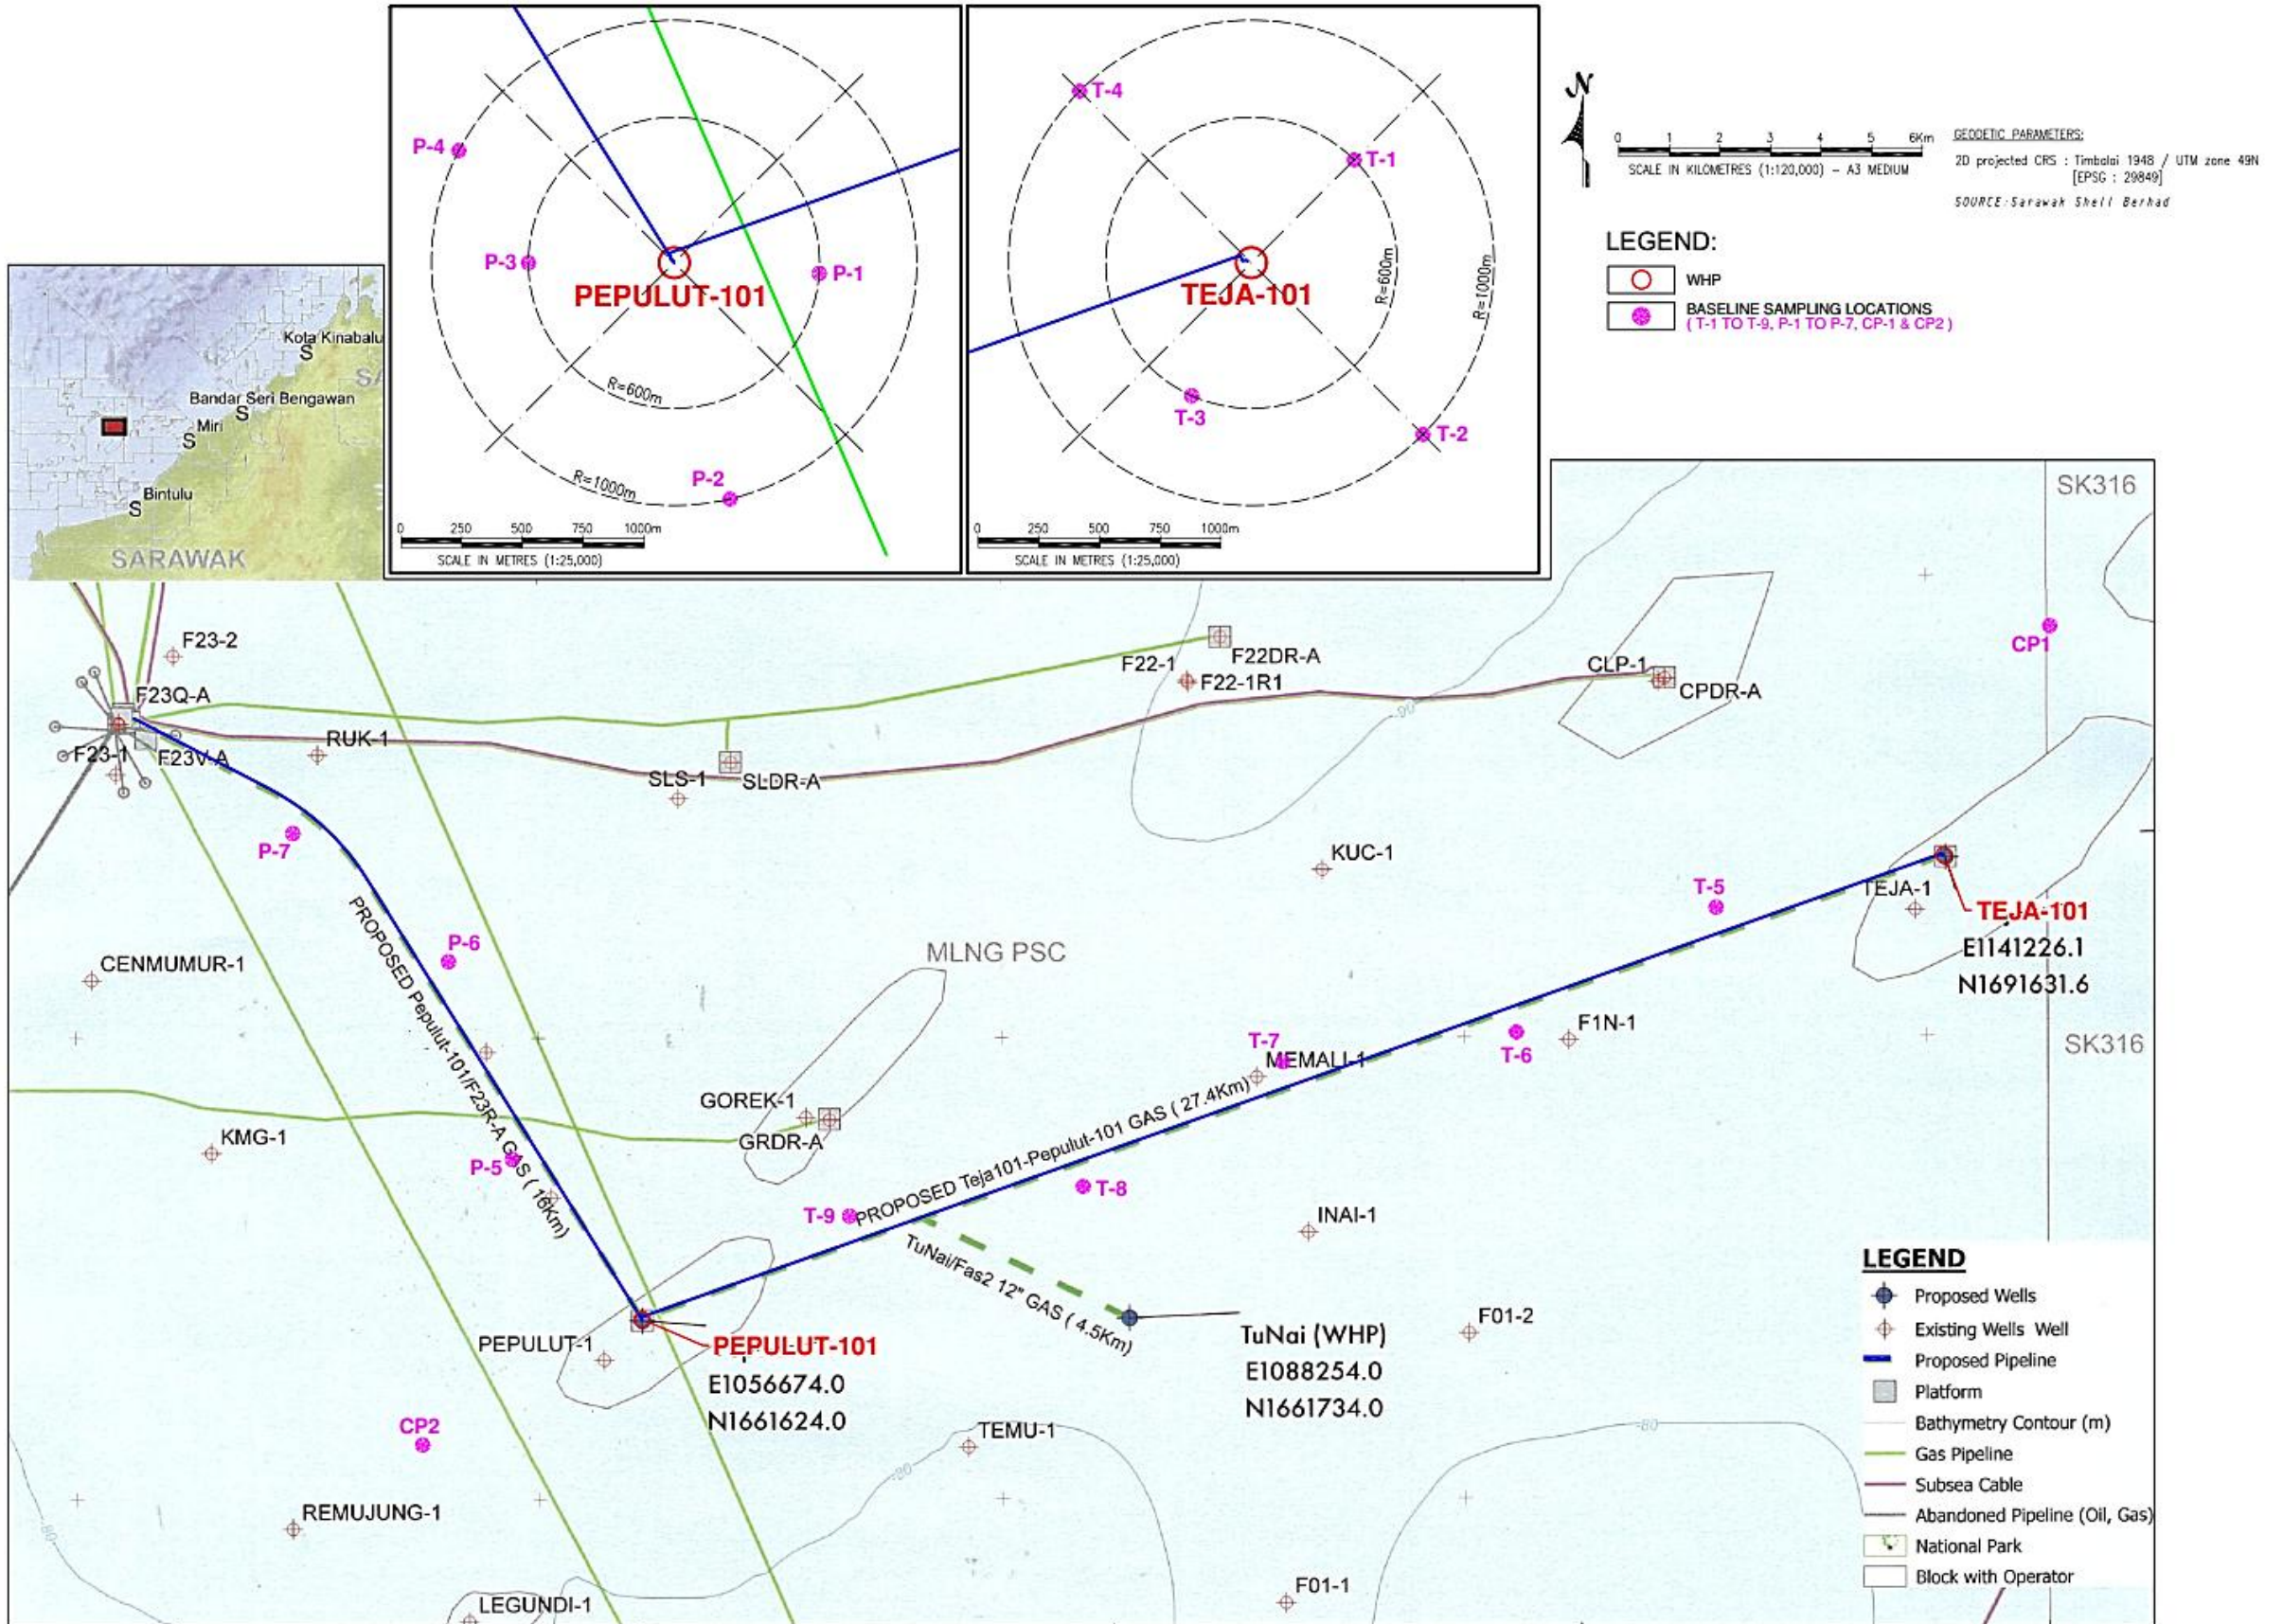 P-4
P-3
P-1
P-2
PEPULUT-101
R=600m
R=1000m
0 250 500 750 1000m
SCALE IN METRES (1:25,000)
T-4
T-1
T-3
T-2
TEJA-101
R=600m
R=1000m
0 250 500 750 1000m
SCALE IN METRES (1:25,000)
N
0 1 2 3 4 5 6Km
SCALE IN KILOMETRES (1:120,000) – A3 MEDIUM
GEODETIC PARAMETERS:
2D projected CRS : Timbalai 1948 / UTM zone 49N
[EPSG : 29849]
SOURCE:Sarawak Shell Berhad
LEGEND:
WHP
BASELINE SAMPLING LOCATIONS
( T-1 TO T-9, P-1 TO P-7, CP-1 & CP2 )
Kota Kinabalu
S
SA
Bandar Seri Bengawan
S
Miri
S
Bintulu
S
SARAWAK
SK316
CP1
F23-2
F23Q-A
F23-1
F23V-A
RUK-1
SLS-1
SLDR-A
F22-1
F22DR-A
F22-1R1
CLP-1
CPDR-A
-90
KUC-1
P-7
P-6
CENMUMUR-1
PROPOSED Pepulut-101/F23R-A GAS ( 16Km)
MLNG PSC
T-5
TEJA-1
TEJA-101
E1141226.1
N1691631.6
SK316
T-7
MEMALI-1
T-6
F1N-1
GOREK-1
GRDR-A
KMG-1
P-5
PROPOSED Teja101-Pepulut-101 GAS ( 27.4Km)
T-8
T-9
INAI-1
TuNai/Fas2 12" GAS ( 4.5Km)
TuNai (WHP)
E1088254.0
N1661734.0
F01-2
PEPULUT-1
PEPULUT-101
E1056674.0
N1661624.0
CP2
TEMU-1
-80
-80
-80
REMUJUNG-1
LEGUNDI-1
F01-1
LEGEND
Proposed Wells
Existing Wells Well
Proposed Pipeline
Platform
Bathymetry Contour (m)
Gas Pipeline
Subsea Cable
Abandoned Pipeline (Oil, Gas)
National Park
Block with Operator